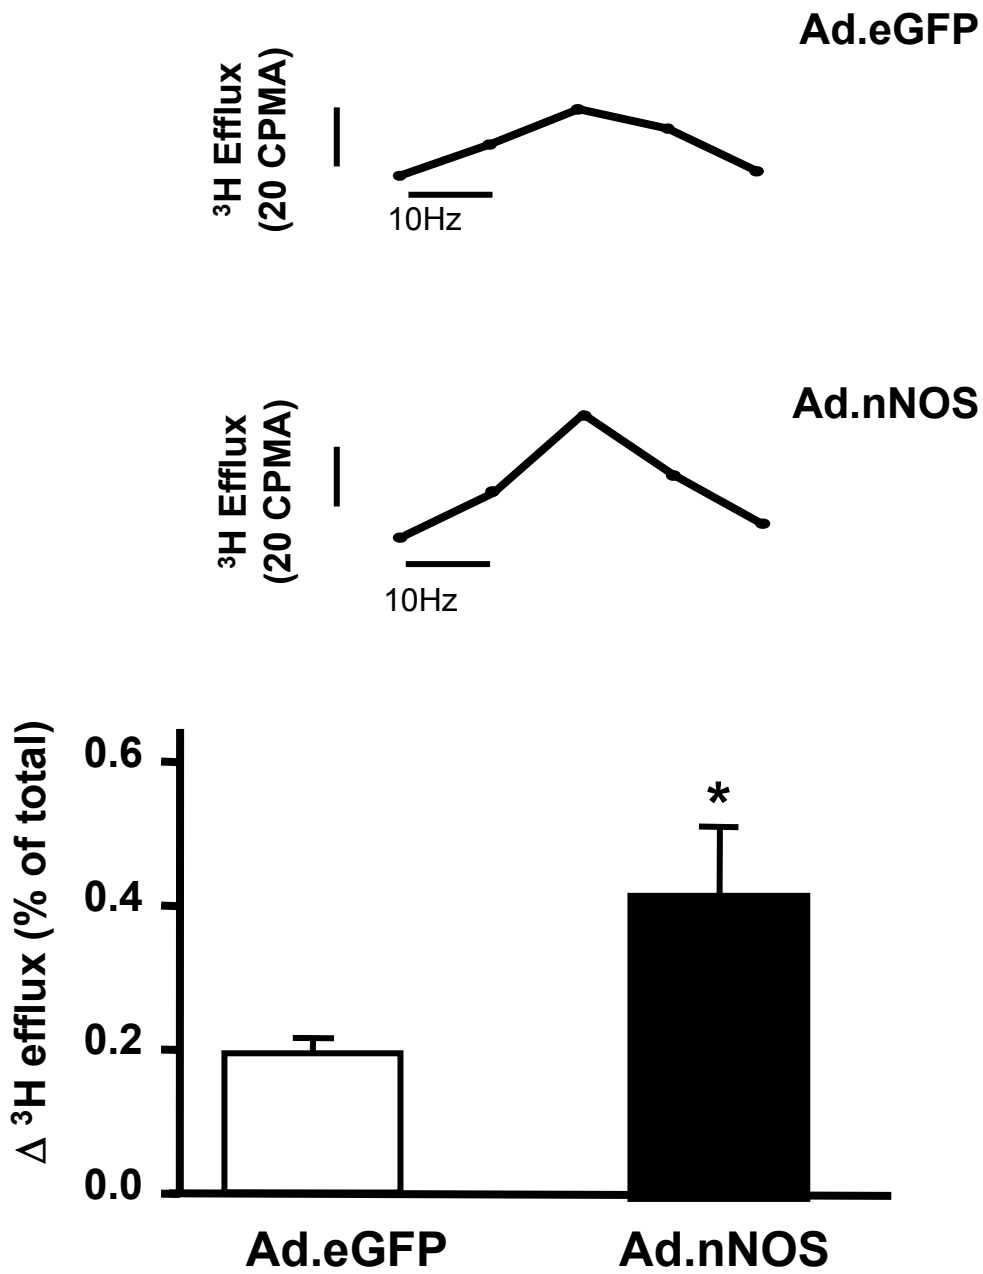 Ad.eGFP
³H Efflux
(20 CPMA)
10Hz
Ad.nNOS
³H Efflux
(20 CPMA)
10Hz
Δ ³H efflux (% of total)
0.6
*
0.4
0.2
0.0
Ad.eGFP
Ad.nNOS